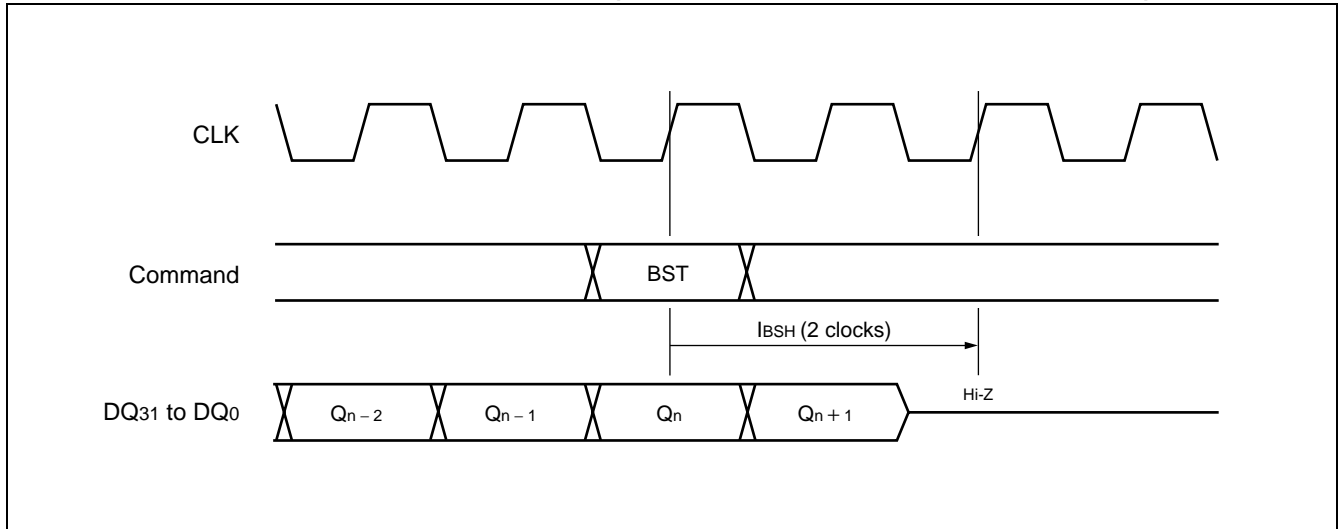 CLK
Command
BST
IBSH (2 clocks)
DQ31 to DQ0
Qn − 2
Qn − 1
Qn
Qn + 1
Hi-Z